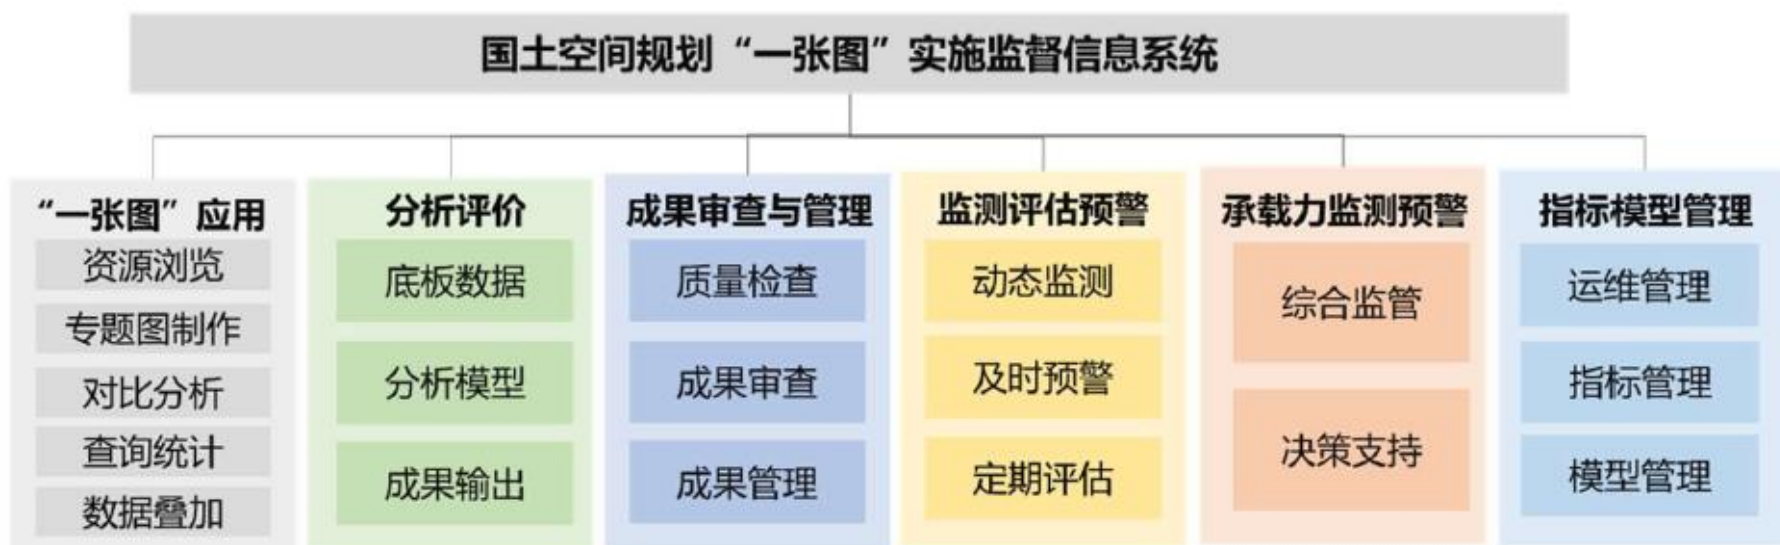 国土空间规划“一张图”实施监督信息系统
“一张图”应用
资源浏览
专题图制作
对比分析
查询统计
数据叠加
分析评价
底板数据
分析模型
成果输出
成果审查与管理
质量检查
成果审查
成果管理
监测评估预警
动态监测
及时预警
定期评估
承载力监测预警
综合监管
决策支持
指标模型管理
运维管理
指标管理
模型管理